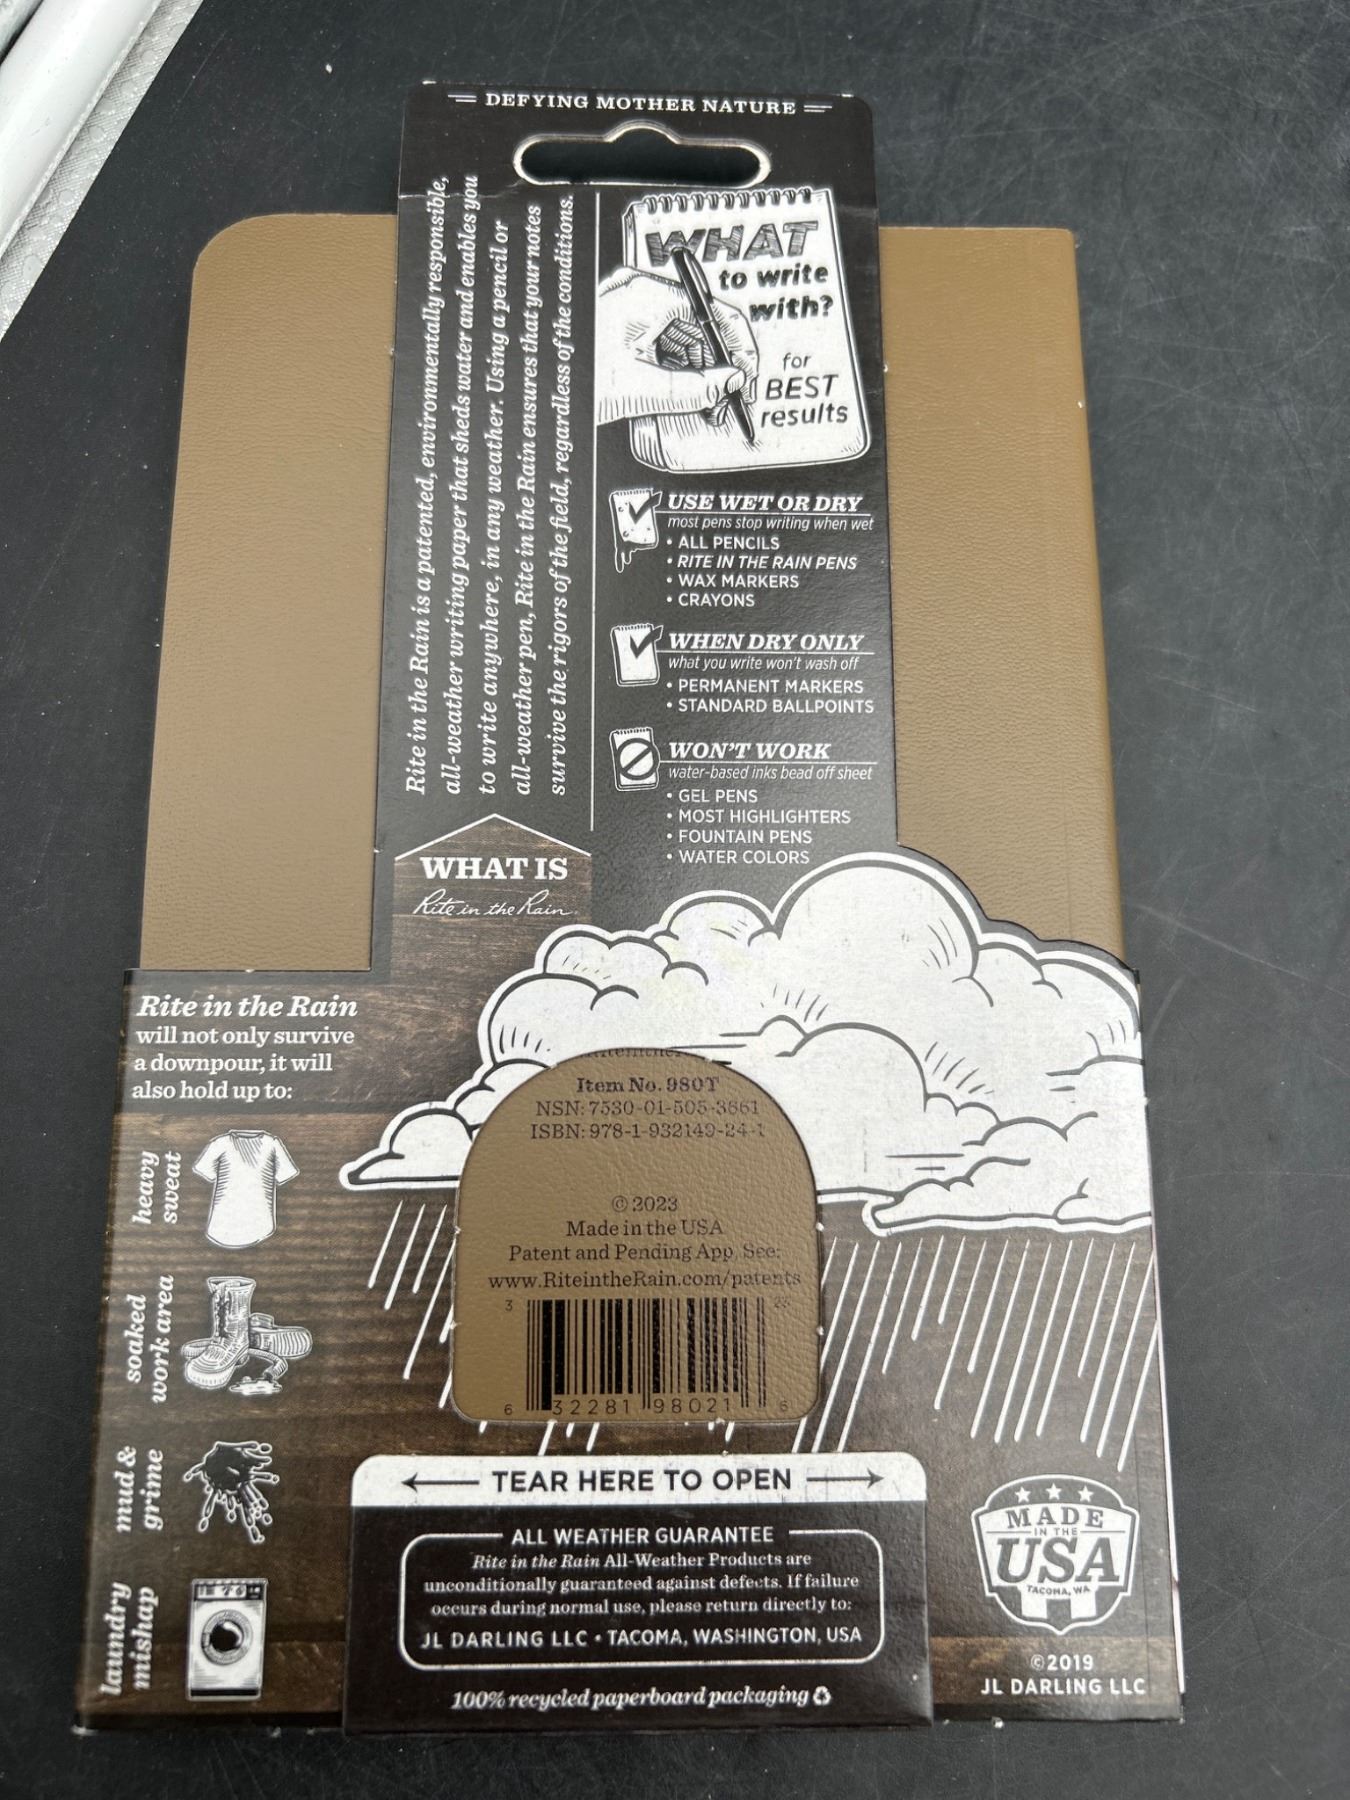 DEFYING MOTHER NATURE
Rite in the Rain is a patented, environmentally responsible,
all-weather writing paper that sheds water and enables you
to write anywhere, in any weather. Using a pencil or
all-weather pen, Rite in the Rain ensures that your notes
survive the rigors of the field, regardless of the conditions.
WHAT IS
Rite in the Rain
WHAT
to write
with?
for
BEST
results
USE WET OR DRY
most pens stop writing when wet
• ALL PENCILS
• RITE IN THE RAIN PENS
• WAX MARKERS
• CRAYONS
WHEN DRY ONLY
what you write won't wash off
• PERMANENT MARKERS
• STANDARD BALLPOINTS
WON'T WORK
water-based inks bead off sheet
• GEL PENS
• MOST HIGHLIGHTERS
• FOUNTAIN PENS
• WATER COLORS
Rite in the Rain
will not only survive
a downpour, it will
also hold up to:
heavy
sweat
soaked
work area
mud &
grime
laundry
mishap
Item No. 980T
NSN: 7530-01-505-3661
ISBN: 978-1-932149-24-1
© 2023
Made in the USA
Patent and Pending App. See:
www.RiteintheRain.com/patents
3
6 32281 98021 6
TEAR HERE TO OPEN
ALL WEATHER GUARANTEE
Rite in the Rain All-Weather Products are
unconditionally guaranteed against defects. If failure
occurs during normal use, please return directly to:
JL DARLING LLC • TACOMA, WASHINGTON, USA
100% recycled paperboard packaging
MADE
IN THE
USA
TACOMA, WA
©2019
JL DARLING LLC